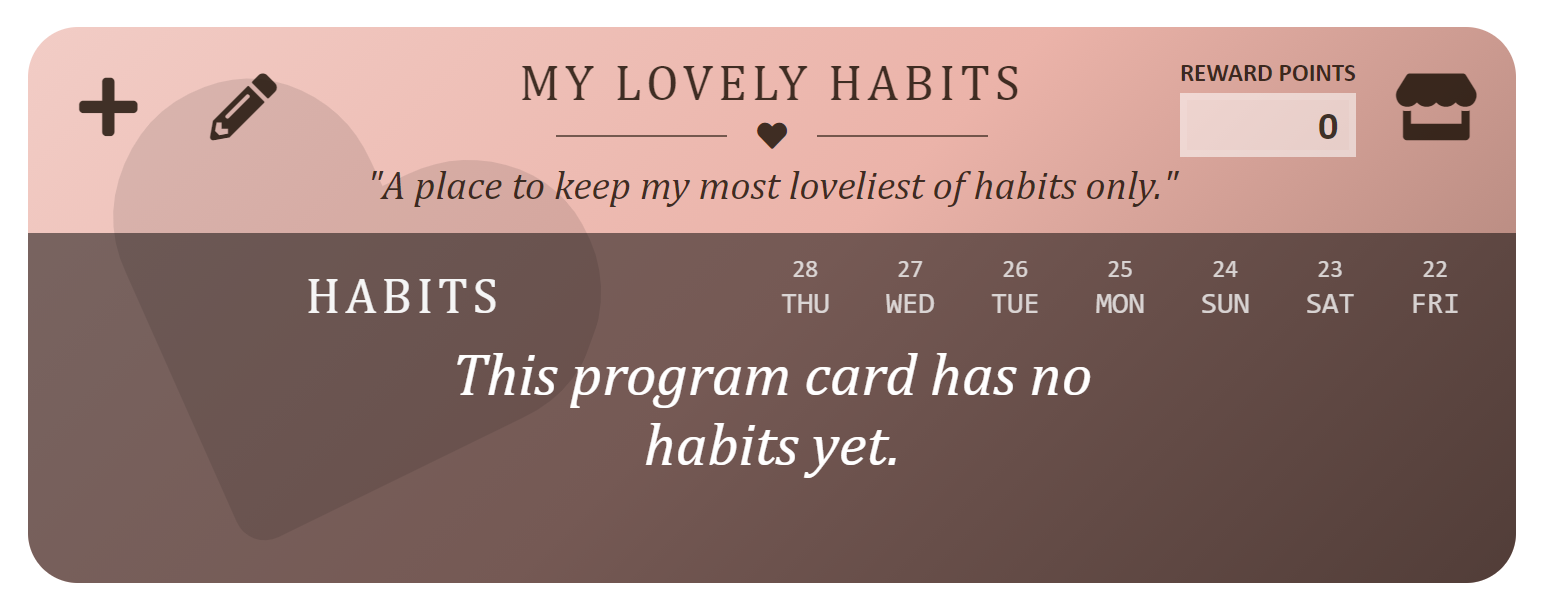 MY LOVELY HABITS
"A place to keep my most loveliest of habits only."
REWARD POINTS
0
HABITS
28 27 26 25 24 23 22
THU WED TUE MON SUN SAT FRI
This program card has no
habits yet.